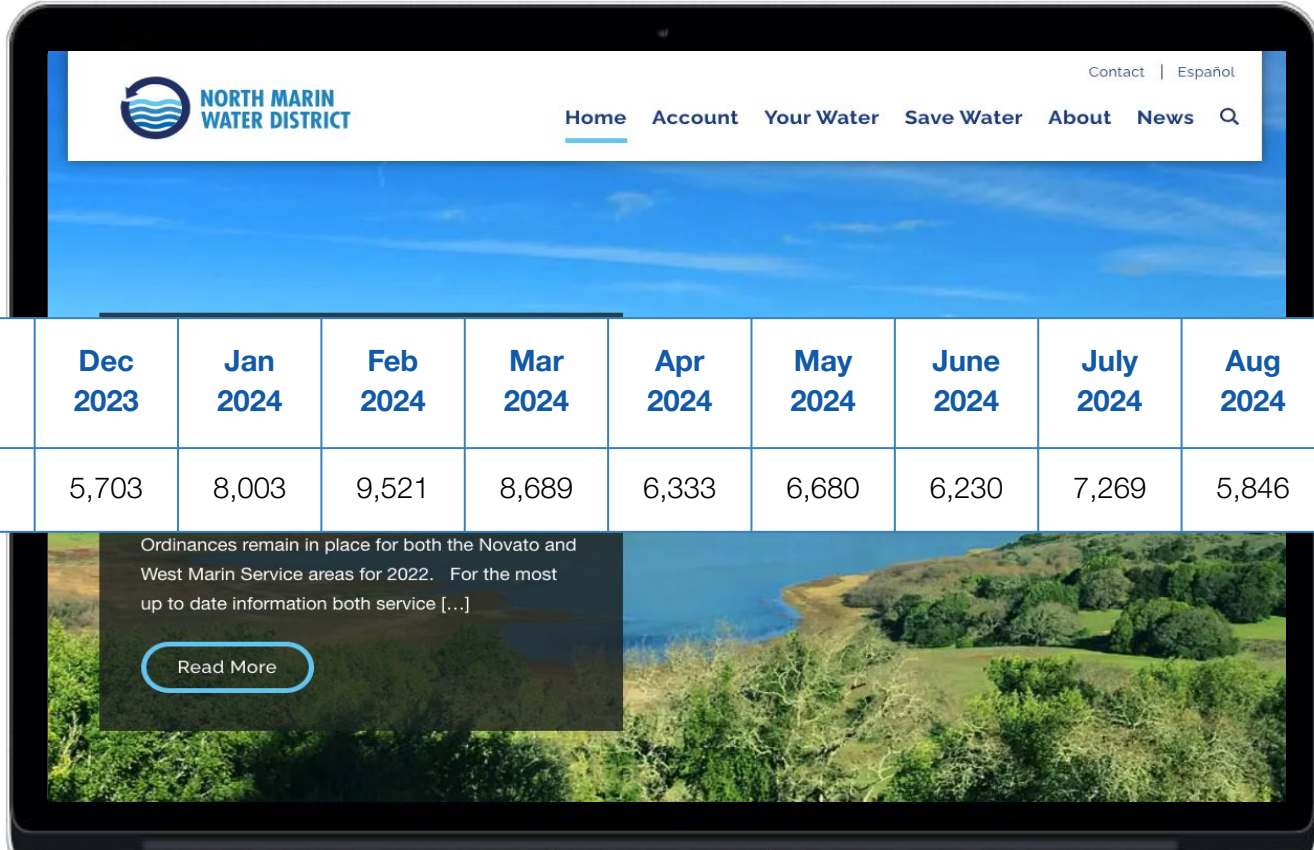 Contact | Español
NORTH MARIN
WATER DISTRICT
Home Account Your Water Save Water About News
Dec 2023 Jan 2024 Feb 2024 Mar 2024 Apr 2024 May 2024 June 2024 July 2024 Aug 2024
5,703 8,003 9,521 8,689 6,333 6,680 6,230 7,269 5,846
Ordinances remain in place for both the Novato and
West Marin Service areas for 2022. For the most
up to date information both service [...]
Read More